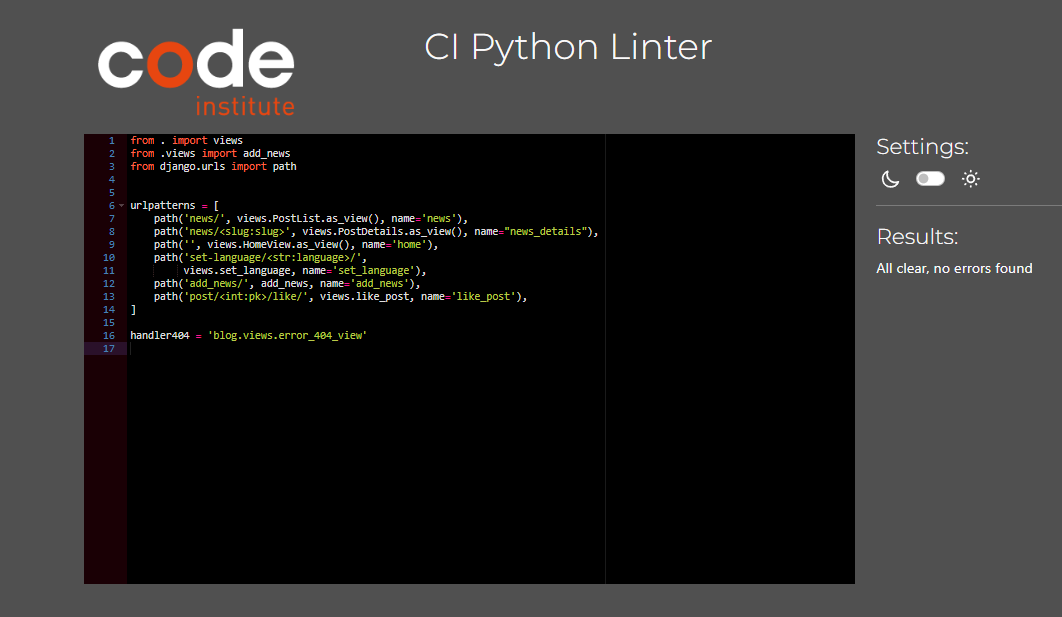 code
institute
CI Python Linter
1 from . import views
2 from .views import add_news
3 from django.urls import path
4
5
6 urlpatterns = [
7     path('news/', views.PostList.as_view(), name='news'),
8     path('news/<slug:slug>', views.PostDetails.as_view(), name="news_details"),
9     path('', views.HomeView.as_view(), name='home'),
10     path('set-language/<str:language>/',
11          views.set_language, name='set_language'),
12     path('add_news/', add_news, name='add_news'),
13     path('post/<int:pk>/like/', views.like_post, name='like_post'),
14 ]
15
16 handler404 = 'blog.views.error_404_view'
17
Settings:
Results:
All clear, no errors found